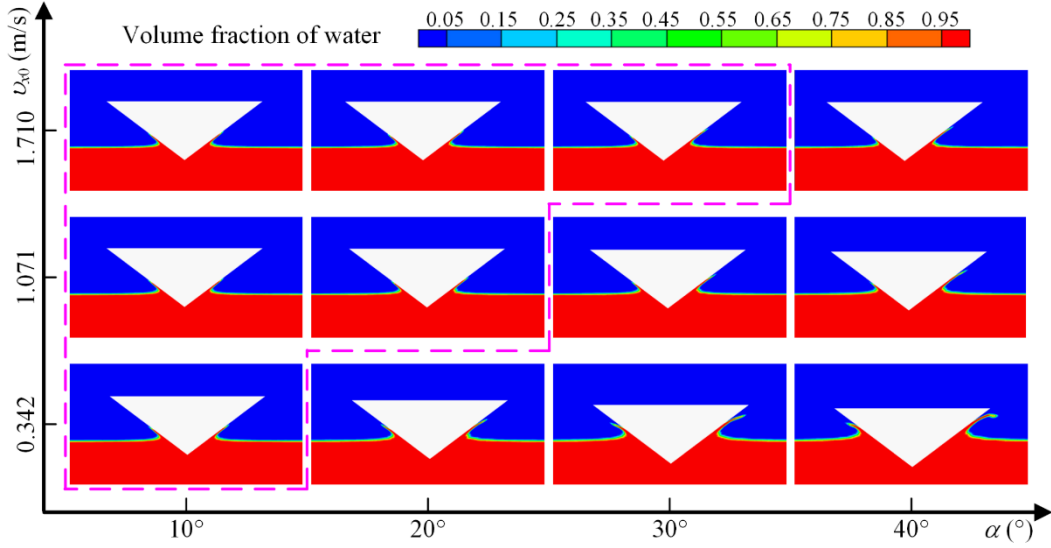 0.05 0.15 0.25 0.35 0.45 0.55 0.65 0.75 0.85 0.95
Volume fraction of water
υx0 (m/s)
1.710
1.071
0.342
10° 20° 30° 40° α (°)